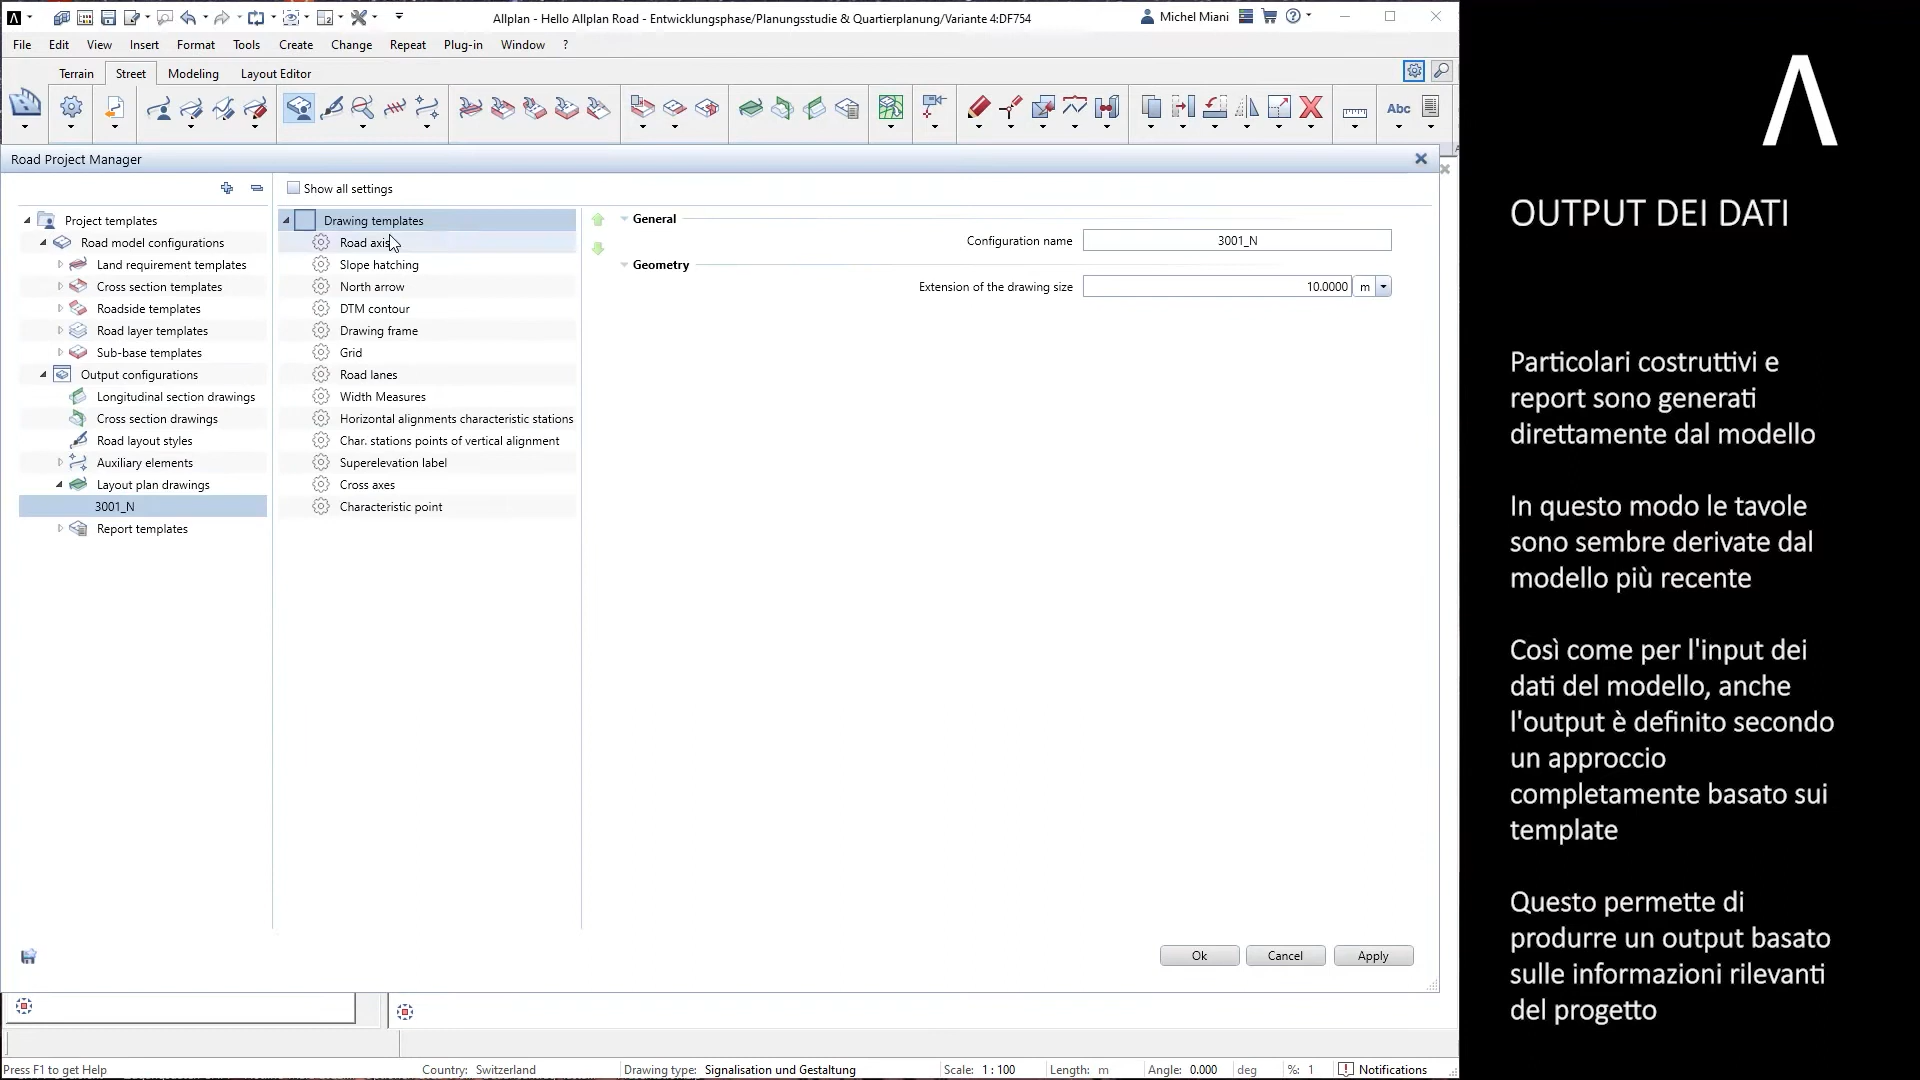 Allplan - Hello Allplan Road - Entwicklungsphase/Planungsstudie & Quartierplanung/Variante 4:DF754
Michel Miani
File Edit View Insert Format Tools Create Change Repeat Plug-in Window ?
Terrain Street Modeling Layout Editor
Abc
Road Project Manager
Show all settings
Project templates
Road model configurations
Land requirement templates
Cross section templates
Roadside templates
Road layer templates
Sub-base templates
Output configurations
Longitudinal section drawings
Cross section drawings
Road layout styles
Auxiliary elements
Layout plan drawings
3001_N
Report templates
Drawing templates
Road axis
Slope hatching
North arrow
DTM contour
Drawing frame
Grid
Road lanes
Width Measures
Horizontal alignments characteristic stations
Char. stations points of vertical alignment
Superelevation label
Cross axes
Characteristic point
General
Configuration name 3001_N
Geometry
Extension of the drawing size 10.0000 m
Ok Cancel Apply
Press F1 to get Help Country: Switzerland Drawing type: Signalisation und Gestaltung Scale: 1 : 100 Length: m Angle: 0.000 deg %: 1 Notifications
OUTPUT DEI DATI
Particolari costruttivi e
report sono generati
direttamente dal modello
In questo modo le tavole
sono sembre derivate dal
modello più recente
Così come per l'input dei
dati del modello, anche
l'output è definito secondo
un approccio
completamente basato sui
template
Questo permette di
produrre un output basato
sulle informazioni rilevanti
del progetto